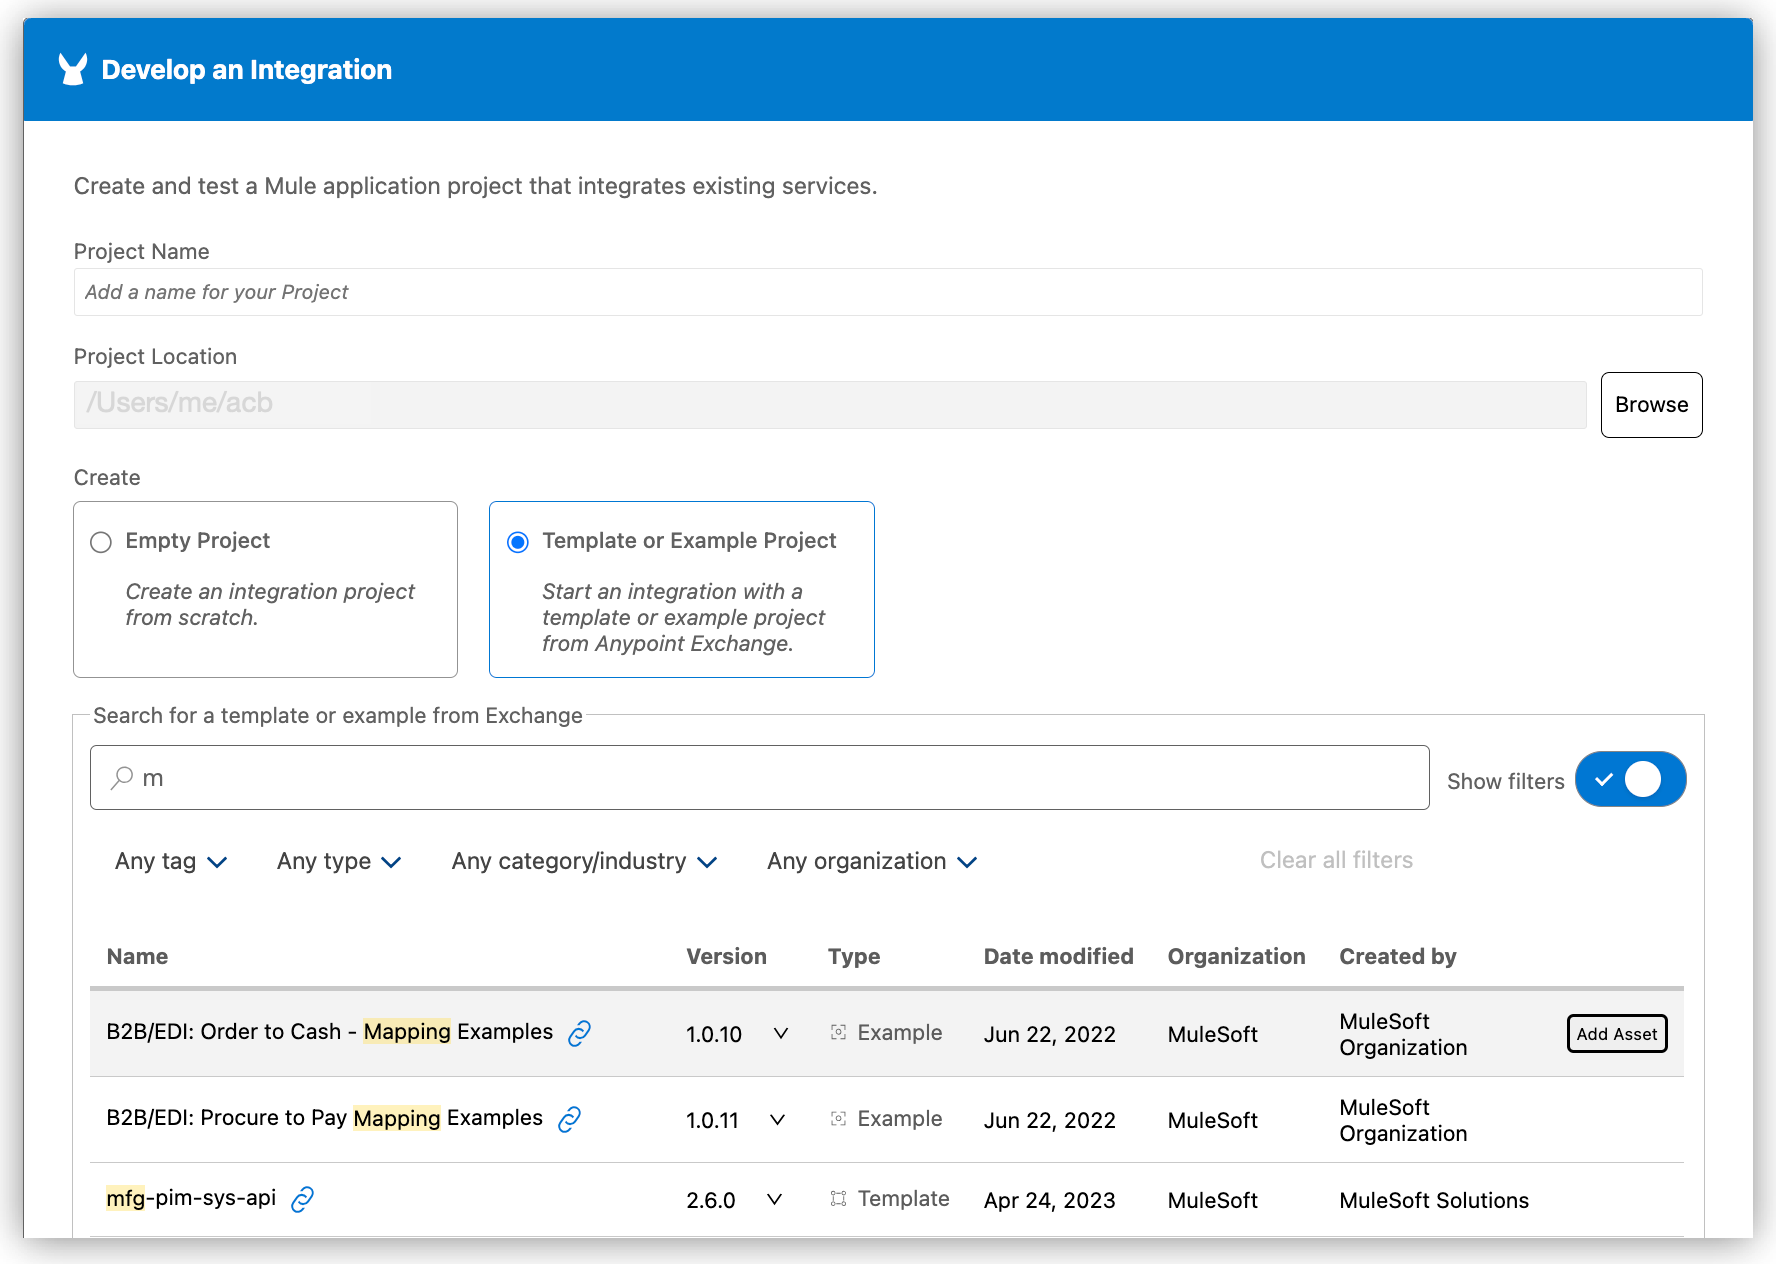 Develop an Integration
Create and test a Mule application project that integrates existing services.
Project Name
Add a name for your Project
Project Location
/Users/me/acb
Browse
Create
Empty Project
Create an integration project
from scratch.
Template or Example Project
Start an integration with a
template or example project
from Anypoint Exchange.
Search for a template or example from Exchange
m
Show filters
Any tag Any type Any category/industry Any organization Clear all filters
Name Version Type Date modified Organization Created by
B2B/EDI: Order to Cash - Mapping Examples 1.0.10 Example Jun 22, 2022 MuleSoft MuleSoft Organization Add Asset
B2B/EDI: Procure to Pay Mapping Examples 1.0.11 Example Jun 22, 2022 MuleSoft MuleSoft Organization
mfg-pim-sys-api 2.6.0 Template Apr 24, 2023 MuleSoft MuleSoft Solutions